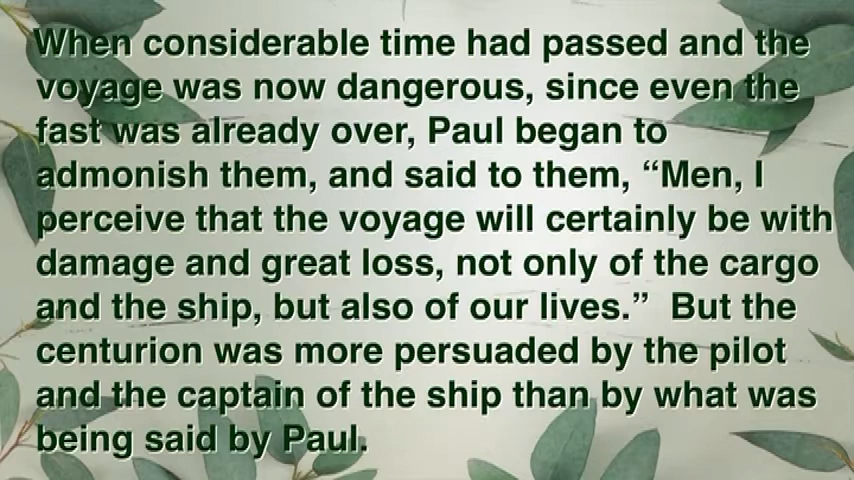 When considerable time had passed and the
voyage was now dangerous, since even the
fast was already over, Paul began to
admonish them, and said to them, “Men, I
perceive that the voyage will certainly be with
damage and great loss, not only of the cargo
and the ship, but also of our lives.”  But the
centurion was more persuaded by the pilot
and the captain of the ship than by what was
being said by Paul.